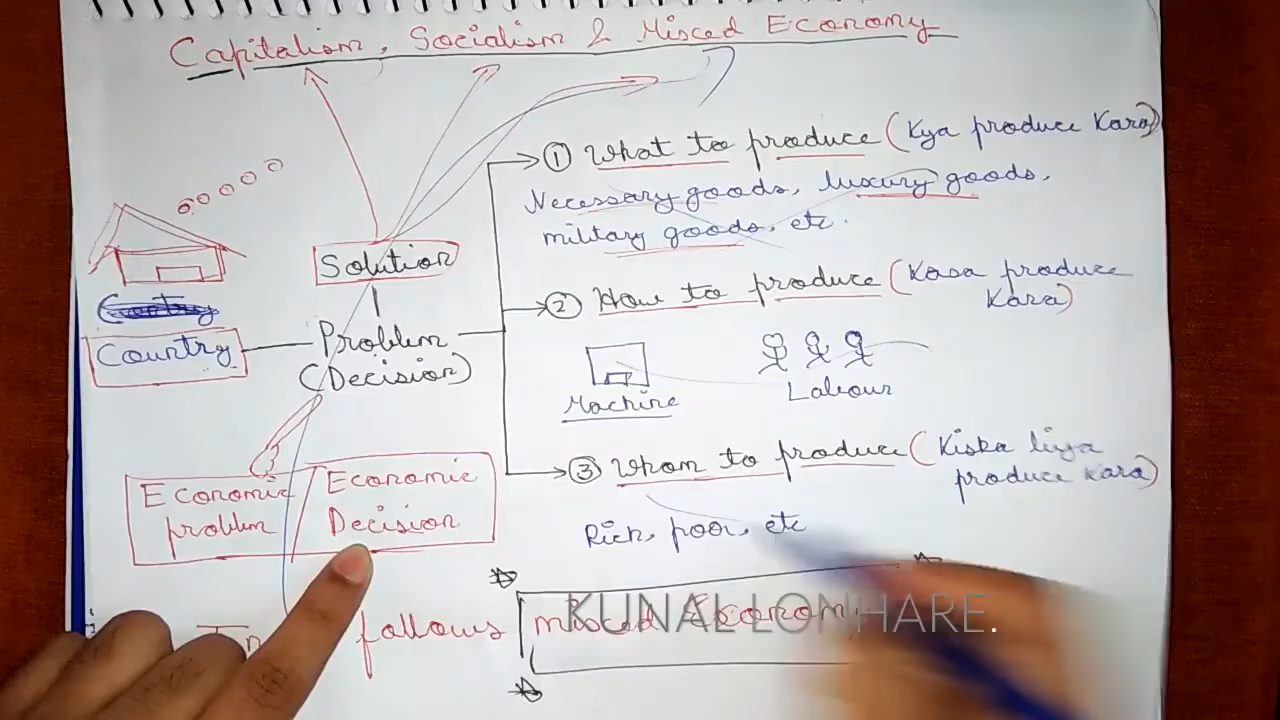 Capitalism, Socialism & Mixed Economy
① What to produce (Kya produce Kara)
Necessary goods, luxury goods,
military goods, etc.
Solution
Country
Problem
(Decision)
② How to produce (Kasa produce
Kara)
Machine
Labour
③ Whom to produce (Kiska liya
produce Kara)
Rich, poor, etc
Economic problem
Economic Decision
follows mixed Econom
KUNAL LONHARE.